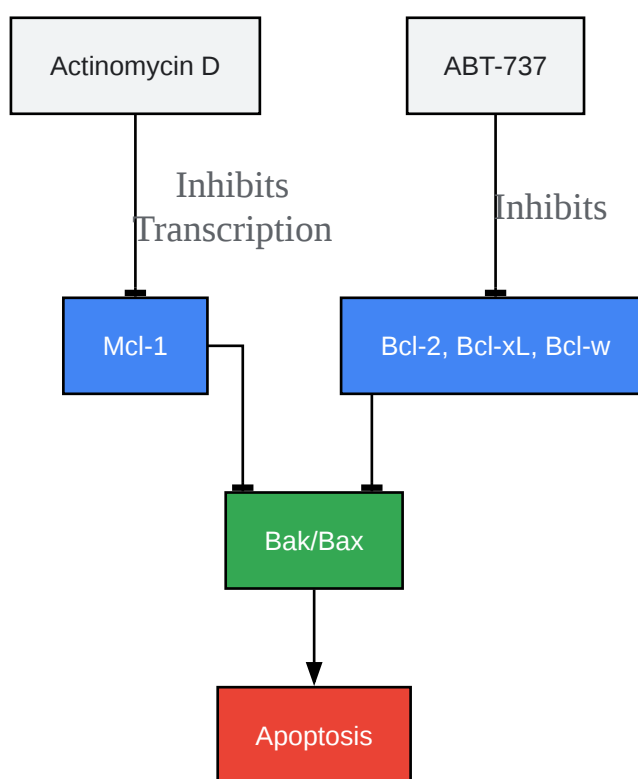 Actinomycin D
ABT-737
Inhibits
Transcription
Inhibits
Mcl-1
Bcl-2, Bcl-xL, Bcl-w
Bak/Bax
Apoptosis